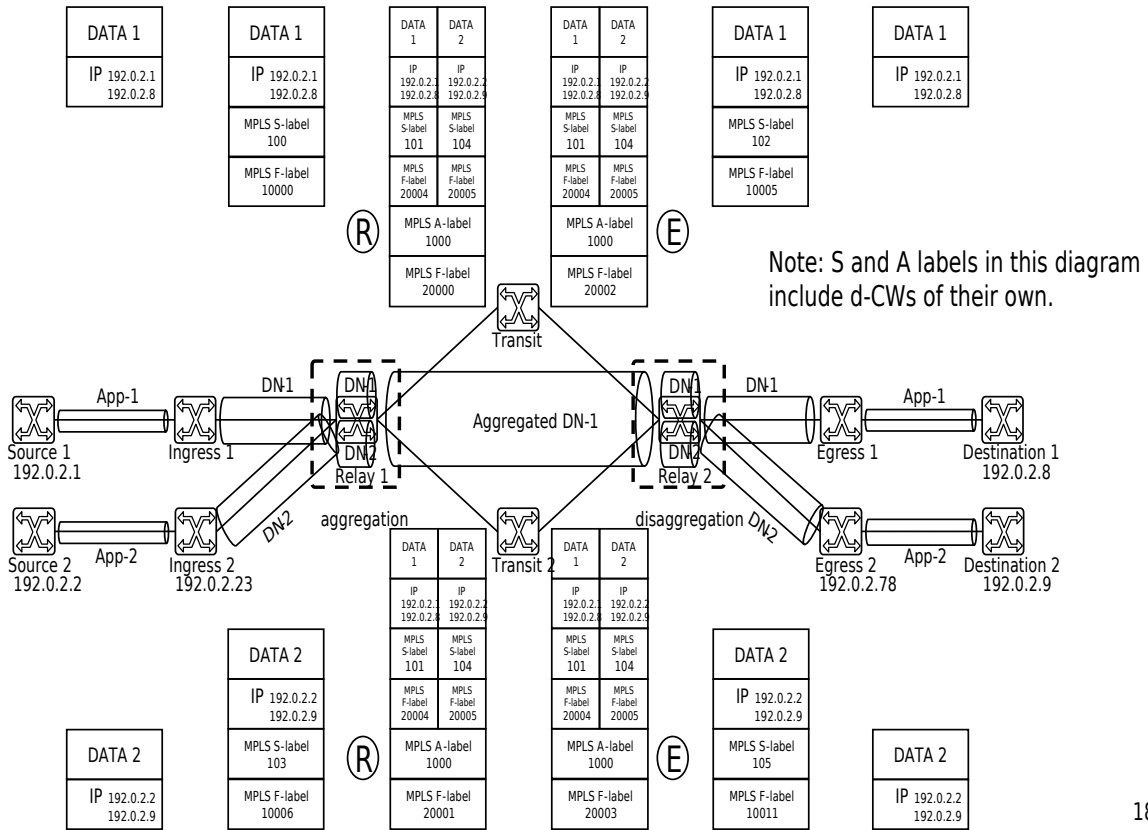 DATA 1
IP 192.0.2.1
192.0.2.8
DATA 1
IP 192.0.2.1
192.0.2.8
MPLS S-label
100
MPLS F-label
10000
DATA
1
DATA
2
IP
192.0.2.1
192.0.2.8
IP
192.0.2.2
192.0.2.9
MPLS
S-label
101
MPLS
S-label
104
MPLS
F-label
20004
MPLS
F-label
20005
MPLS A-label
1000
MPLS F-label
20000
R
DATA
1
DATA
2
IP
192.0.2.1
192.0.2.8
IP
192.0.2.2
192.0.2.9
MPLS
S-label
101
MPLS
S-label
104
MPLS
F-label
20004
MPLS
F-label
20005
MPLS A-label
1000
MPLS F-label
20002
E
DATA 1
IP 192.0.2.1
192.0.2.8
MPLS S-label
102
MPLS F-label
10005
DATA 1
IP 192.0.2.1
192.0.2.8
Note: S and A labels in this diagram
include d-CWs of their own.
Transit
App-1
DN-1
DN-1
Aggregated DN-1
DN-1
DN-1
App-1
Source 1
192.0.2.1
Ingress 1
DN-2
Relay 1
DN-2
Relay 2
Egress 1
Destination 1
192.0.2.8
App-2
DN-2
aggregation
disaggregation
DN-2
App-2
Source 2
192.0.2.2
Ingress 2
192.0.2.23
Transit 2
Egress 2
192.0.2.78
Destination 2
192.0.2.9
DATA 2
IP 192.0.2.2
192.0.2.9
DATA 2
IP 192.0.2.2
192.0.2.9
MPLS S-label
103
MPLS F-label
10006
R
DATA
1
DATA
2
IP
192.0.2.1
192.0.2.8
IP
192.0.2.2
192.0.2.9
MPLS
S-label
101
MPLS
S-label
104
MPLS
F-label
20004
MPLS
F-label
20005
MPLS A-label
1000
MPLS F-label
20001
DATA
1
DATA
2
IP
192.0.2.1
192.0.2.8
IP
192.0.2.2
192.0.2.9
MPLS
S-label
101
MPLS
S-label
104
MPLS
F-label
20004
MPLS
F-label
20005
MPLS A-label
1000
MPLS F-label
20003
E
DATA 2
IP 192.0.2.2
192.0.2.9
MPLS S-label
105
MPLS F-label
10011
DATA 2
IP 192.0.2.2
192.0.2.9
18